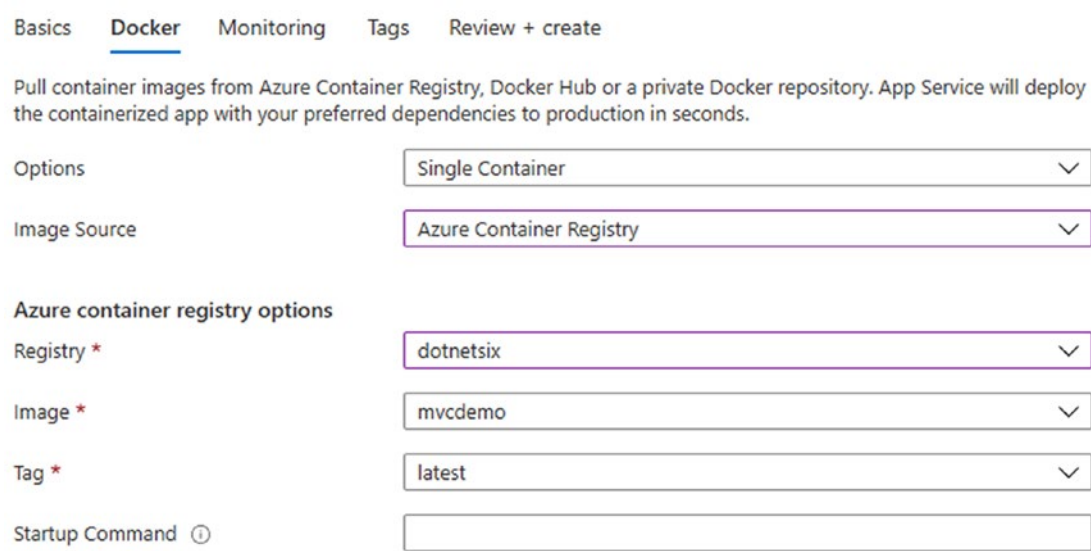 Basics Docker Monitoring Tags Review + create
Pull container images from Azure Container Registry, Docker Hub or a private Docker repository. App Service will deploy
the containerized app with your preferred dependencies to production in seconds.
Options Single Container
Image Source Azure Container Registry
Azure container registry options
Registry * dotnetsix
Image * mvcdemo
Tag * latest
Startup Command